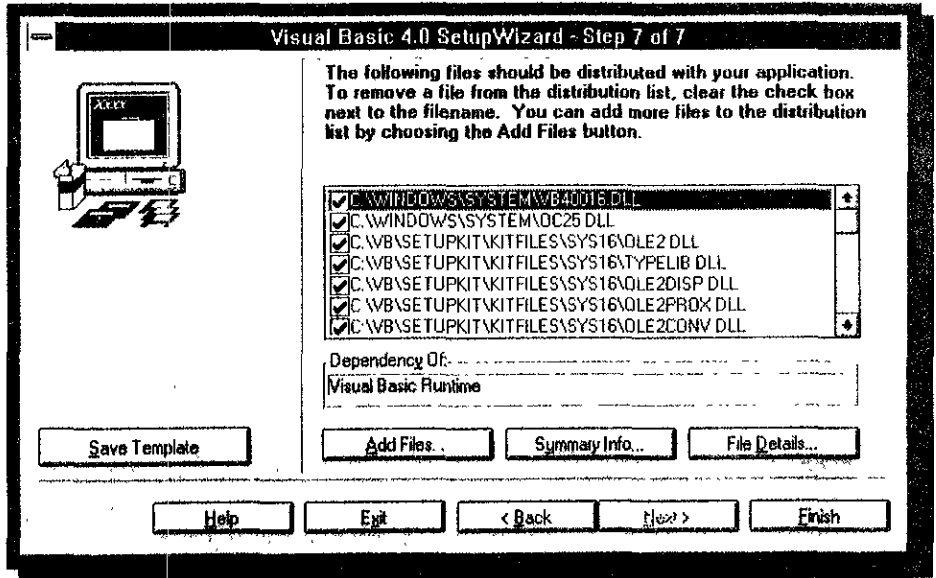 Visual Basic 4.0 SetupWizard - Step 7 of 7
The following files should be distributed with your application.
To remove a file from the distribution list, clear the check box
next to the filename. You can add more files to the distribution
list by choosing the Add Files button.
C:\WINDOWS\SYSTEM\VB40016.DLL
C:\WINDOWS\SYSTEM\OC25.DLL
C:\VB\SETUPKIT\KITFILES\SYS16\OLE2.DLL
C:\VB\SETUPKIT\KITFILES\SYS16\TYPELIB.DLL
C:\VB\SETUPKIT\KITFILES\SYS16\OLE2DISP.DLL
C:\VB\SETUPKIT\KITFILES\SYS16\OLE2PROX.DLL
C:\VB\SETUPKIT\KITFILES\SYS16\OLE2CONV.DLL
Dependency Of:
Visual Basic Runtime
Save Template
Add Files...
Summary Info...
File Details...
Help
Exit
< Back
Next >
Finish